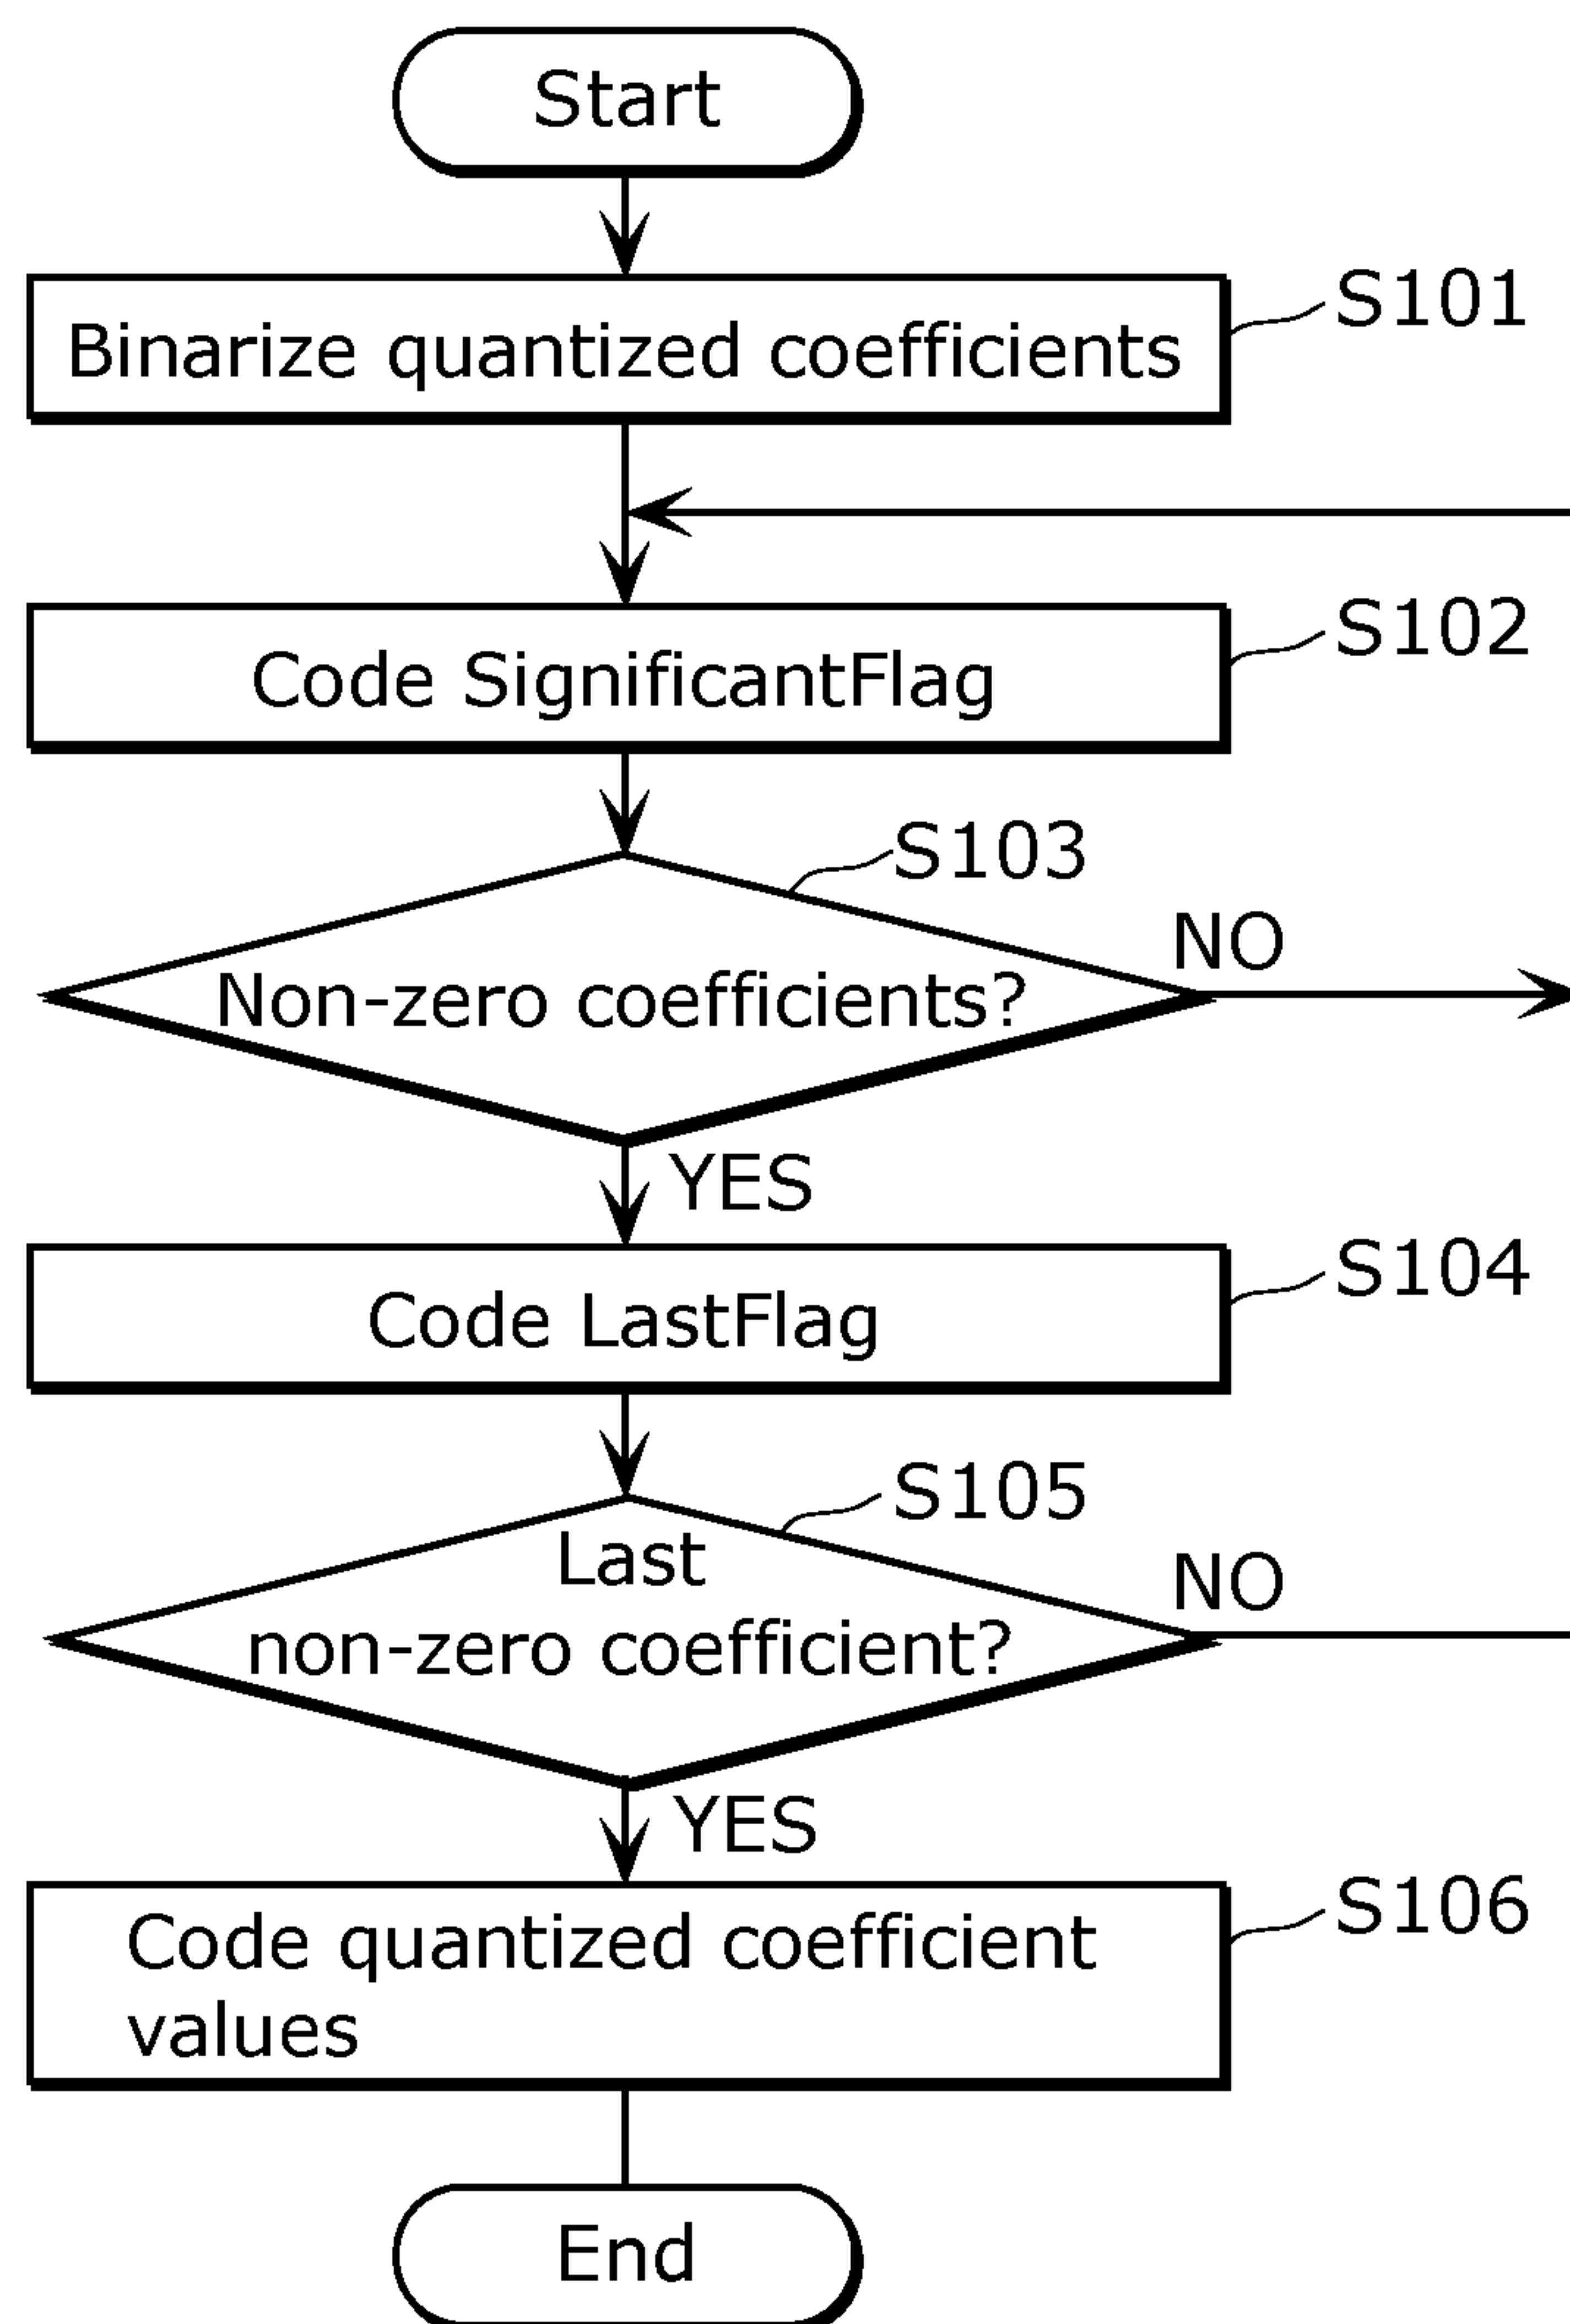 Start
Binarize quantized coefficients
S101
Code SignificantFlag
S102
S103
Non-zero coefficients?
NO
YES
Code LastFlag
S104
S105
Last
non-zero coefficient?
NO
YES
Code quantized coefficient
values
S106
End